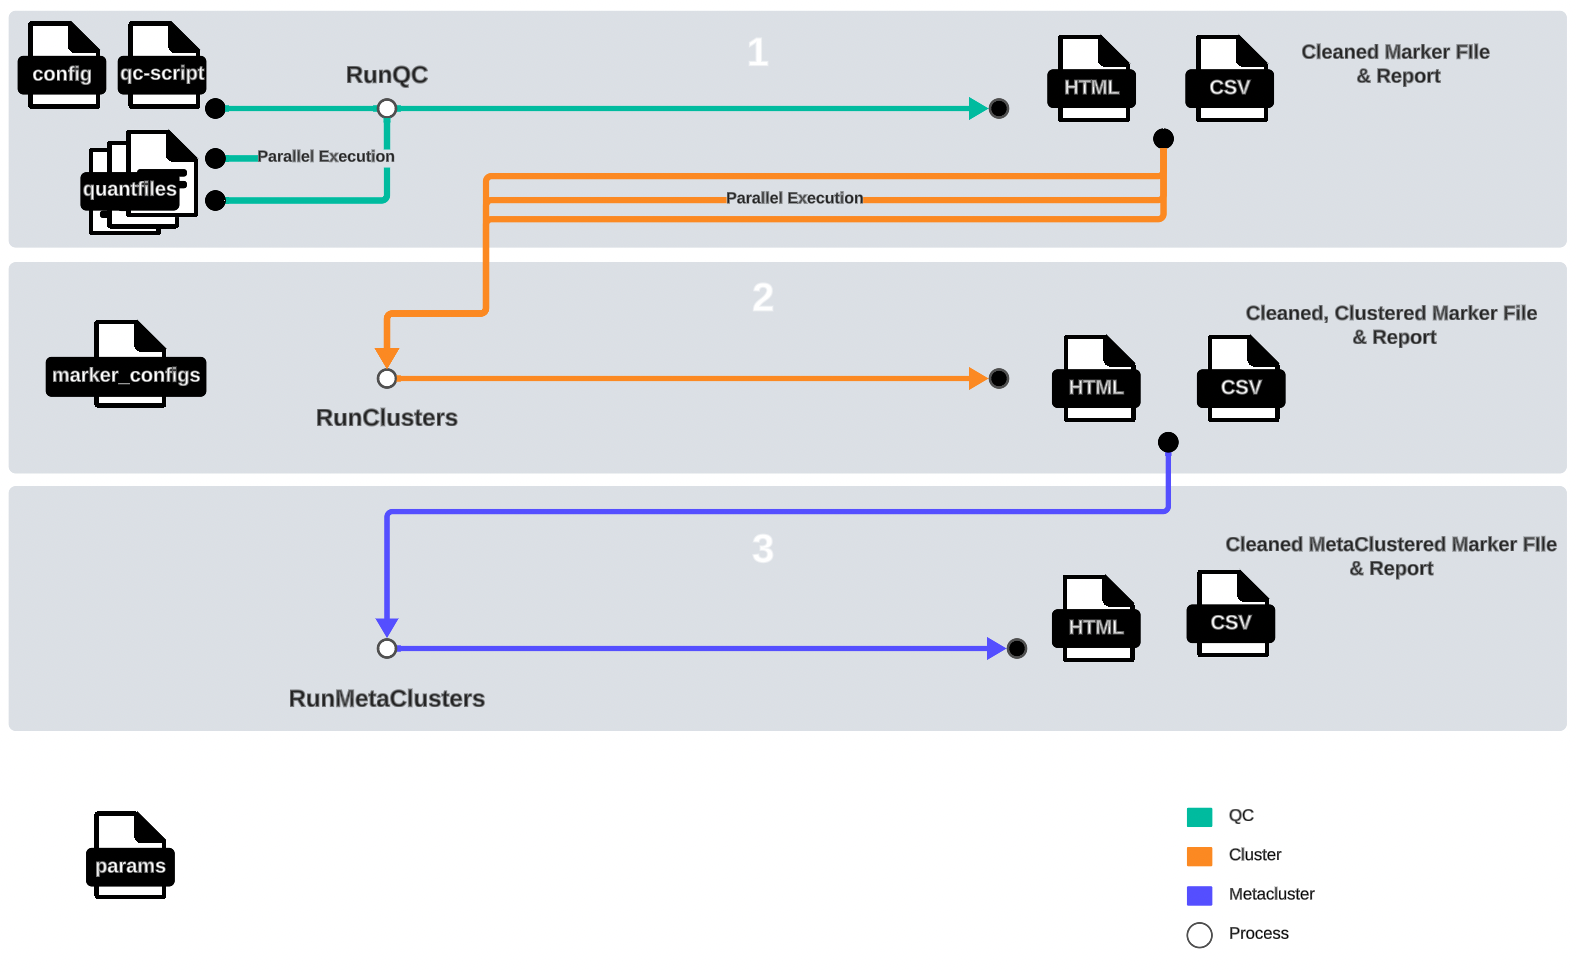 1
config
qc-script
RunQC
HTML
CSV
Cleaned Marker FIle
& Report
Parallel Execution
quantfiles
Parallel Execution
2
marker_configs
RunClusters
HTML
CSV
Cleaned, Clustered Marker File
& Report
3
RunMetaClusters
HTML
CSV
Cleaned MetaClustered Marker FIle
& Report
params
QC
Cluster
Metacluster
Process